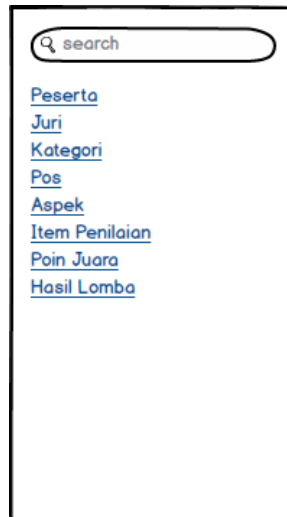 search
Peserta
Juri
Kategori
Pos
Aspek
Item Penilaian
Poin Juara
Hasil Lomba